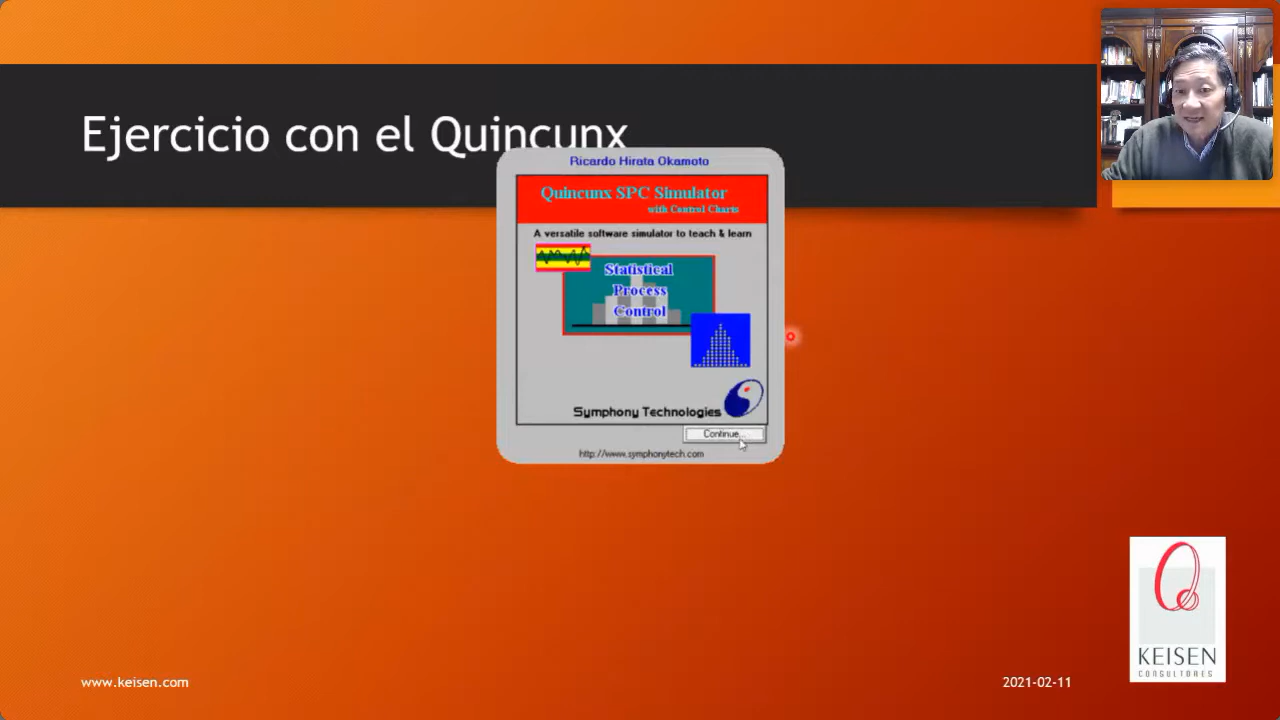 Ejercicio con el Quincunx
Ricardo Hirata Okamoto
Quincunx SPC Simulator
with Control Charts
A versatile software simulator to teach & learn
Statistical
Process
Control
Symphony Technologies
Continue...
http://www.symphonytech.com
KEISEN
CONSULTORES
www.keisen.com
2021-02-11